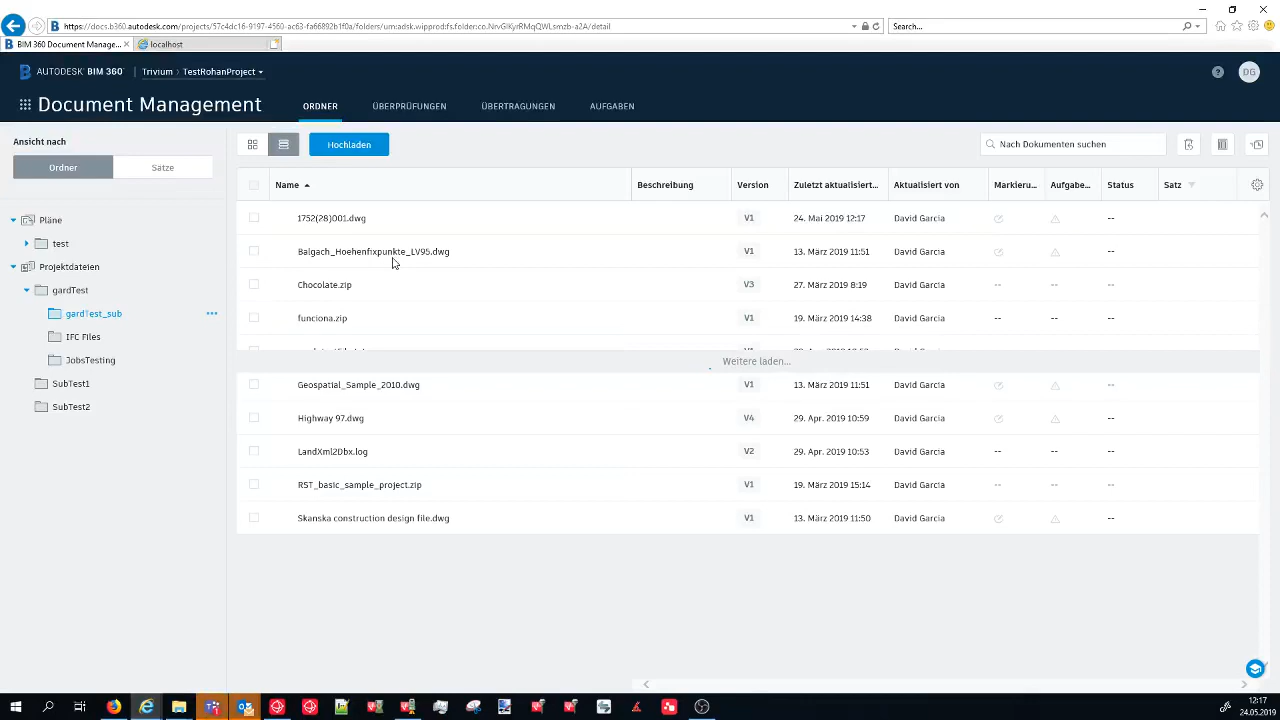 https://docs.b360.autodesk.com/projects/57c4dc16-9197-4560-ac63-fa66892b1f0a/folders/urn:adsk.wipprod:fs.folder:co.NrvGIKyrRMqQWLsmzb-a2A/detail
Search...
BIM 360 Document Manage...
localhost
AUTODESK® BIM 360°
Trivium > TestRohanProject
DG
Document Management
ORDNER
ÜBERPRÜFUNGEN
ÜBERTRAGUNGEN
AUFGABEN
Ansicht nach
Ordner
Sätze
Hochladen
Nach Dokumenten suchen
Pläne
test
Projektdateien
gardTest
gardTest_sub
IFC Files
JobsTesting
SubTest1
SubTest2
Name Beschreibung Version Zuletzt aktualisiert... Aktualisiert von Markieru... Aufgabe... Status Satz
1752(28)001.dwg V1 24. Mai 2019 12:17 David Garcia --
Balgach_Hoehenfixpunkte_LV95.dwg V1 13. März 2019 11:51 David Garcia --
Chocolate.zip V3 27. März 2019 8:19 David Garcia -- -- --
funciona.zip V1 19. März 2019 14:38 David Garcia -- -- --
Weitere laden...
Geospatial_Sample_2010.dwg V1 13. März 2019 11:51 David Garcia --
Highway 97.dwg V4 29. Apr. 2019 10:59 David Garcia --
LandXml2Dbx.log V2 29. Apr. 2019 10:53 David Garcia -- -- --
RST_basic_sample_project.zip V1 19. März 2019 15:14 David Garcia -- -- --
Skanska construction design file.dwg V1 13. März 2019 11:50 David Garcia --
12:17
24.05.2019